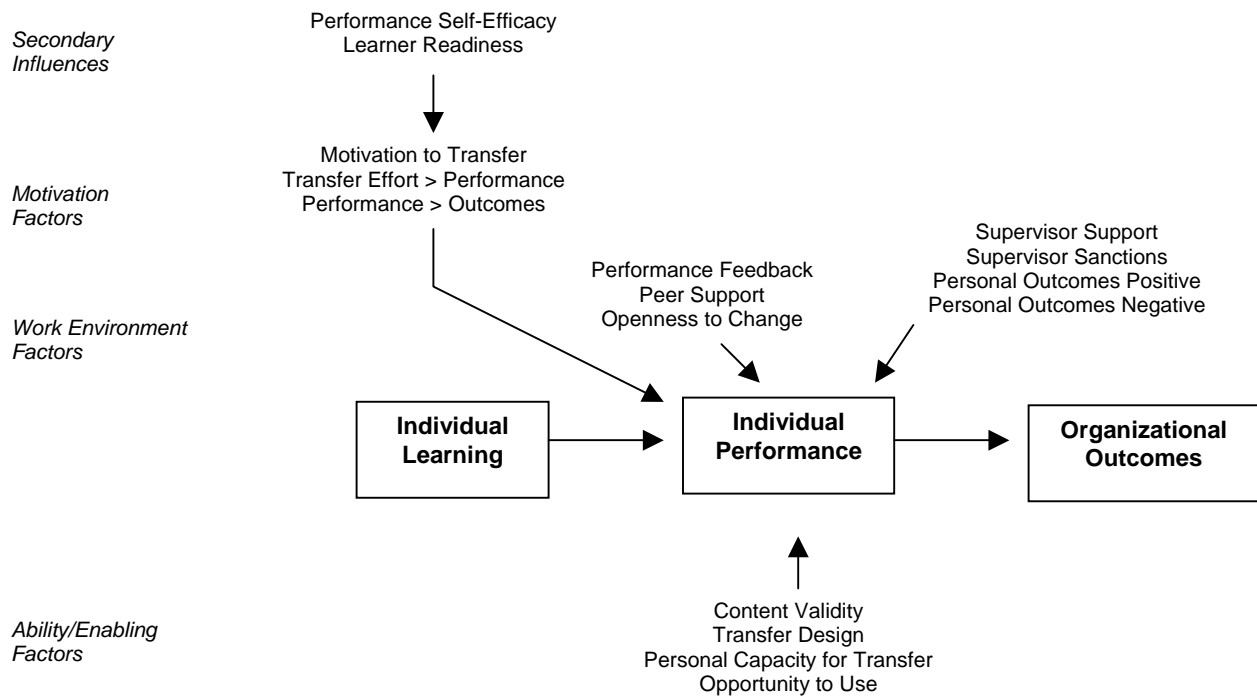 Secondary
Influences
Performance Self-Efficacy
Learner Readiness
Motivation
Factors
Motivation to Transfer
Transfer Effort > Performance
Performance > Outcomes
Work Environment
Factors
Performance Feedback
Peer Support
Openness to Change
Supervisor Support
Supervisor Sanctions
Personal Outcomes Positive
Personal Outcomes Negative
Individual
Learning
Individual
Performance
Organizational
Outcomes
Ability/Enabling
Factors
Content Validity
Transfer Design
Personal Capacity for Transfer
Opportunity to Use